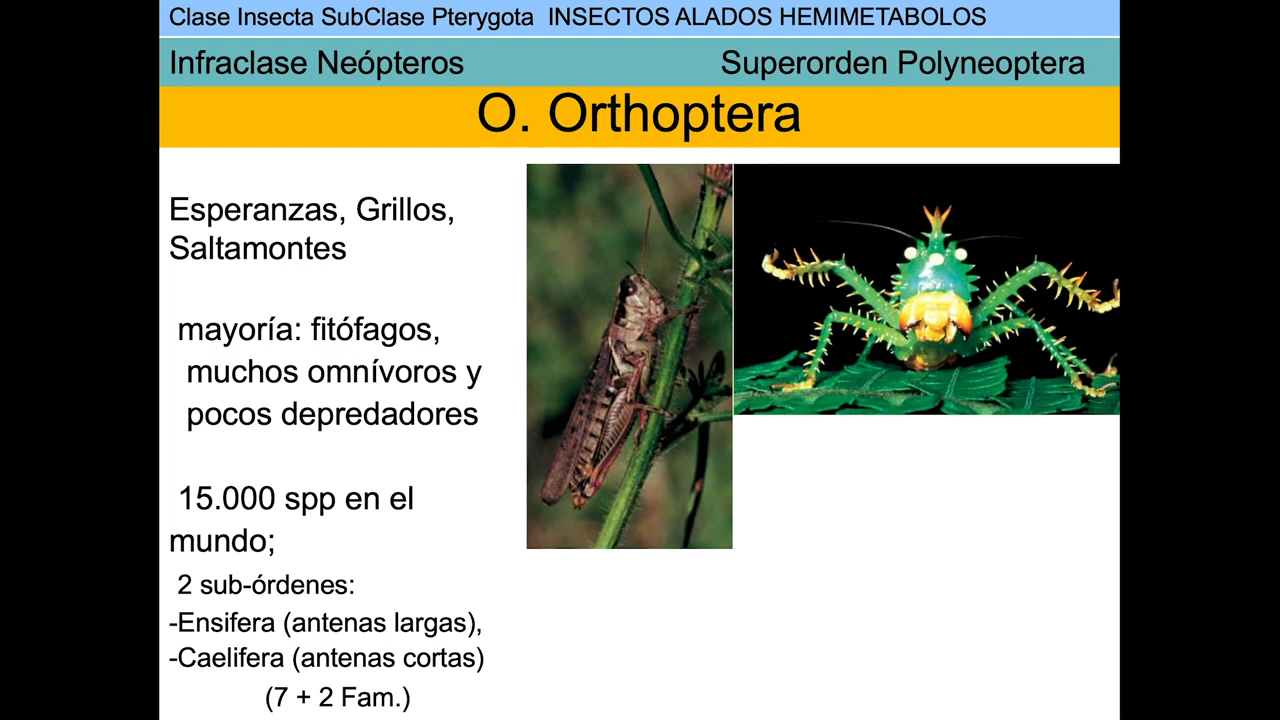 Clase Insecta SubClase Pterygota INSECTOS ALADOS HEMIMETABOLOS
Infraclase Neópteros Superorden Polyneoptera
O. Orthoptera
Esperanzas, Grillos,
Saltamontes
mayoría: fitófagos,
muchos omnívoros y
pocos depredadores
15.000 spp en el
mundo;
2 sub-órdenes:
-Ensifera (antenas largas),
-Caelifera (antenas cortas)
(7 + 2 Fam.)